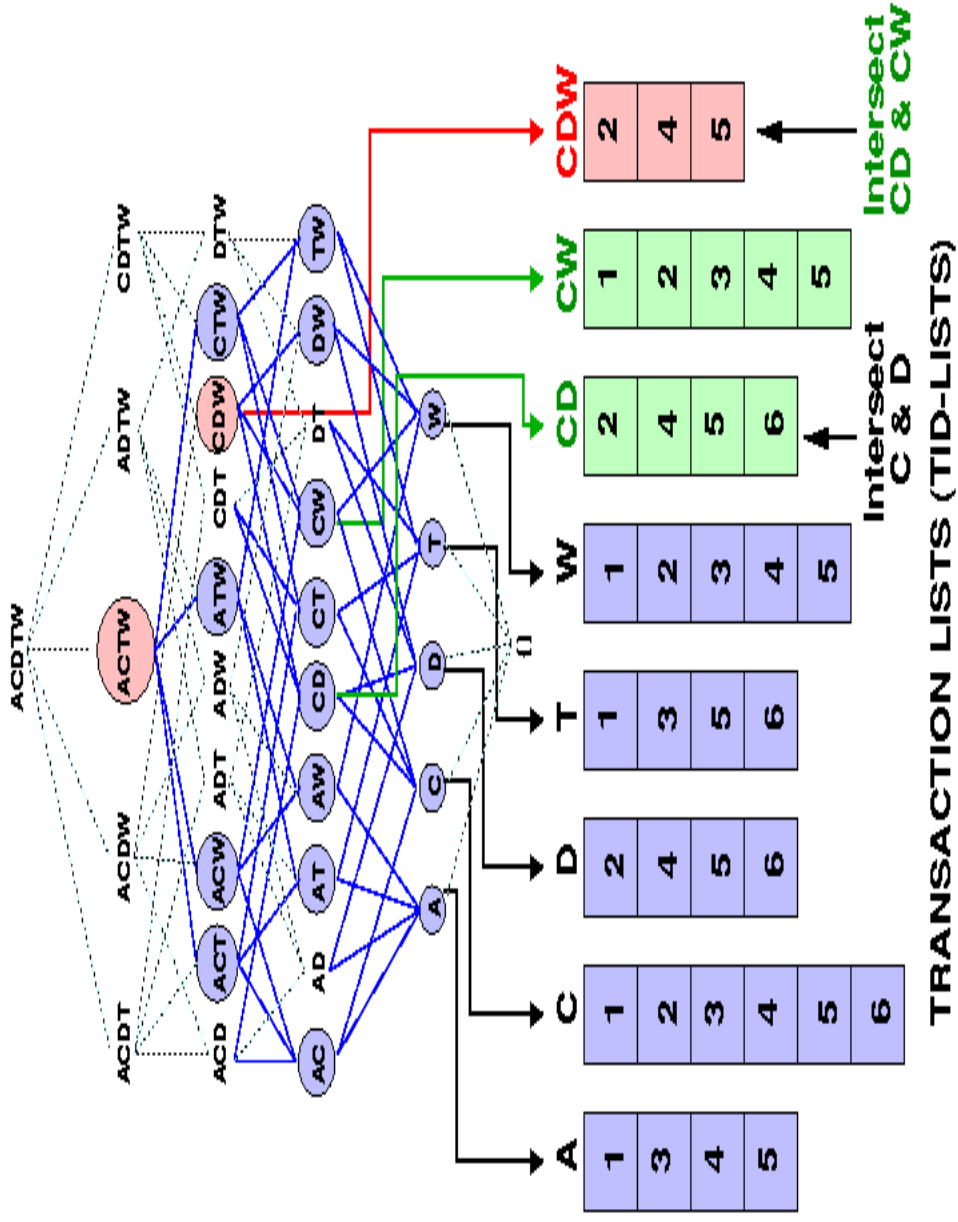 ACDTW
ACDT ACDW ACTW ADTW CDTW
ACD ACT ACW ADT ADW ATW CDT CDW CTW DTW
AC AD AT AW CD CT CW DT DW TW
A C D T W
{}
A C D T W CD CW CDW
1 1 2 1 1 2 1 2
3 2 4 3 2 4 2 4
4 3 5 5 3 5 3 5
5 4 6 6 4 6 4
5 5 5
6
Intersect
C & D
Intersect
CD & CW
TRANSACTION LISTS (TID-LISTS)